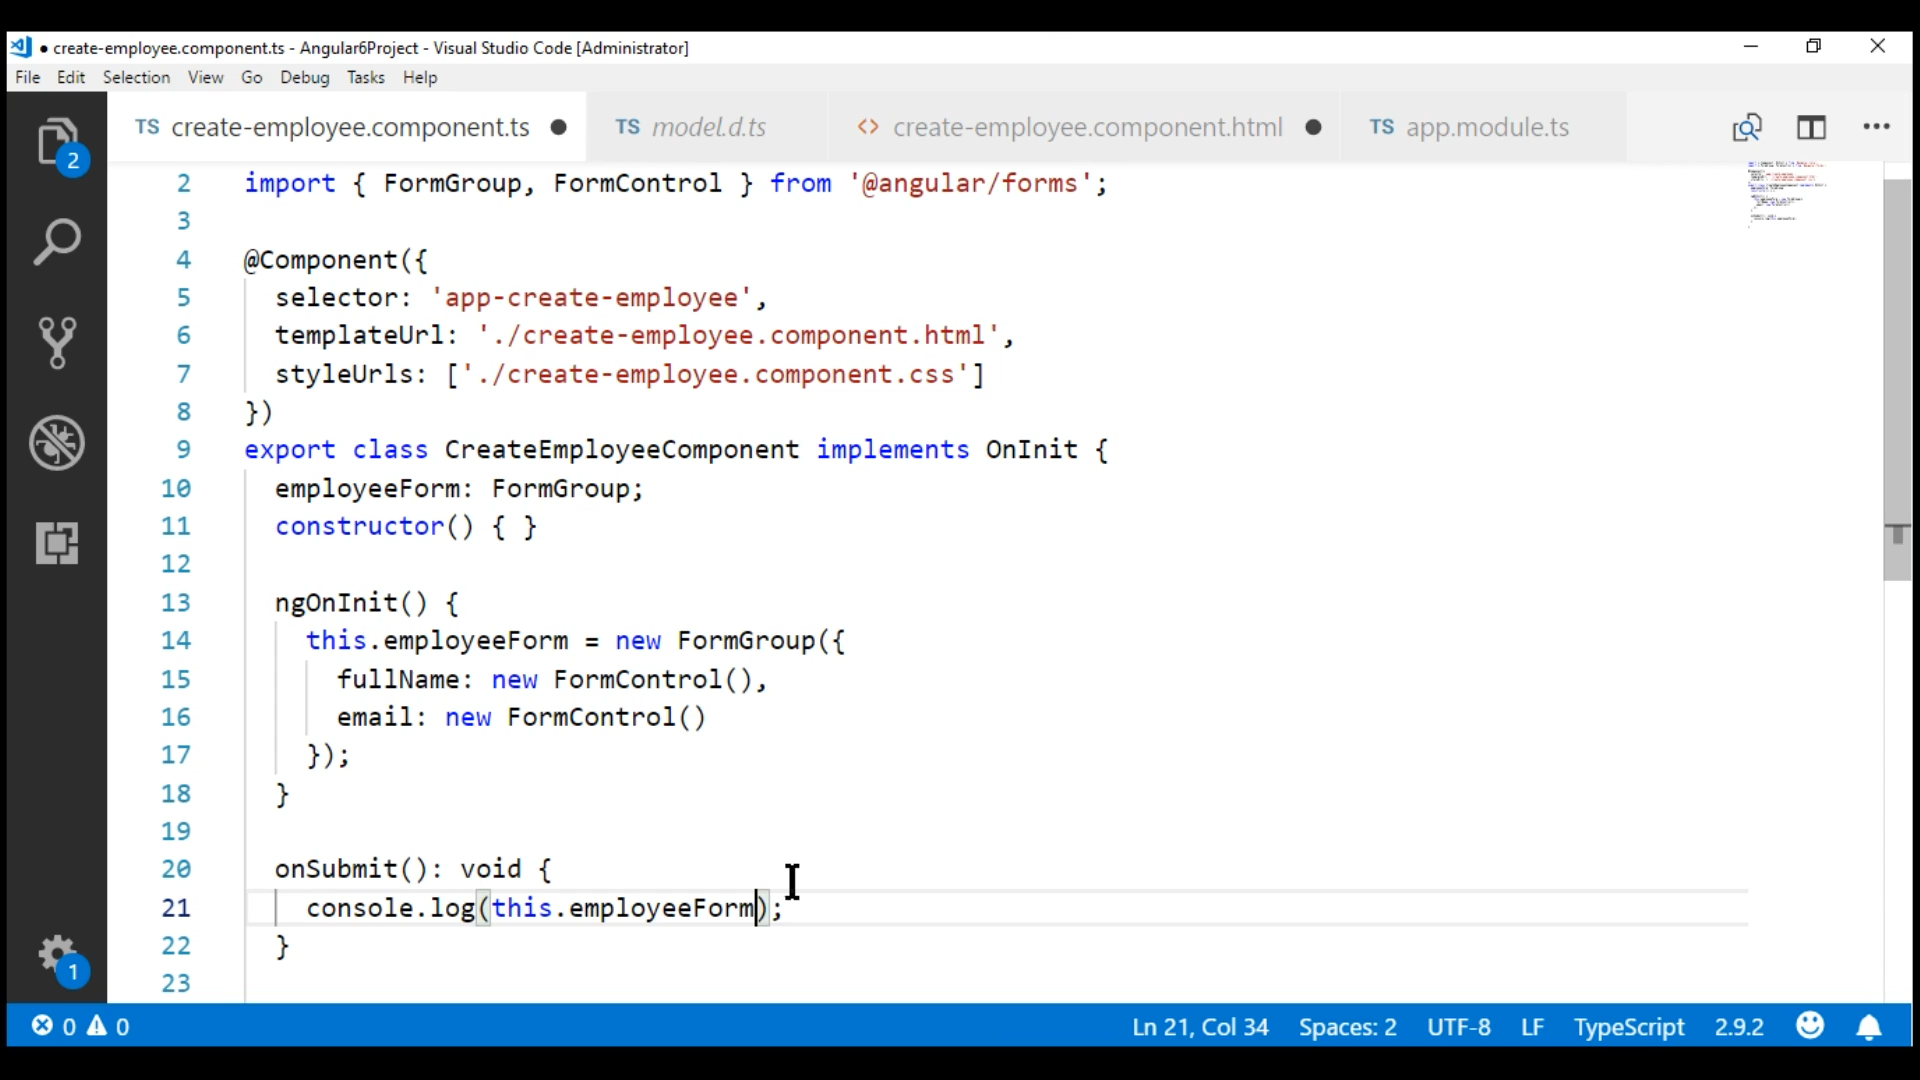 ● create-employee.component.ts - Angular6Project - Visual Studio Code [Administrator]
File Edit Selection View Go Debug Tasks Help
TS create-employee.component.ts ● TS model.d.ts <> create-employee.component.html ● TS app.module.ts
2 import { FormGroup, FormControl } from '@angular/forms';
3
4 @Component({
5 selector: 'app-create-employee',
6 templateUrl: './create-employee.component.html',
7 styleUrls: ['./create-employee.component.css']
8 })
9 export class CreateEmployeeComponent implements OnInit {
10 employeeForm: FormGroup;
11 constructor() { }
12
13 ngOnInit() {
14 this.employeeForm = new FormGroup({
15 fullName: new FormControl(),
16 email: new FormControl()
17 });
18 }
19
20 onSubmit(): void {
21 console.log(this.employeeForm);
22 }
23
2
1
0 0 Ln 21, Col 34 Spaces: 2 UTF-8 LF TypeScript 2.9.2